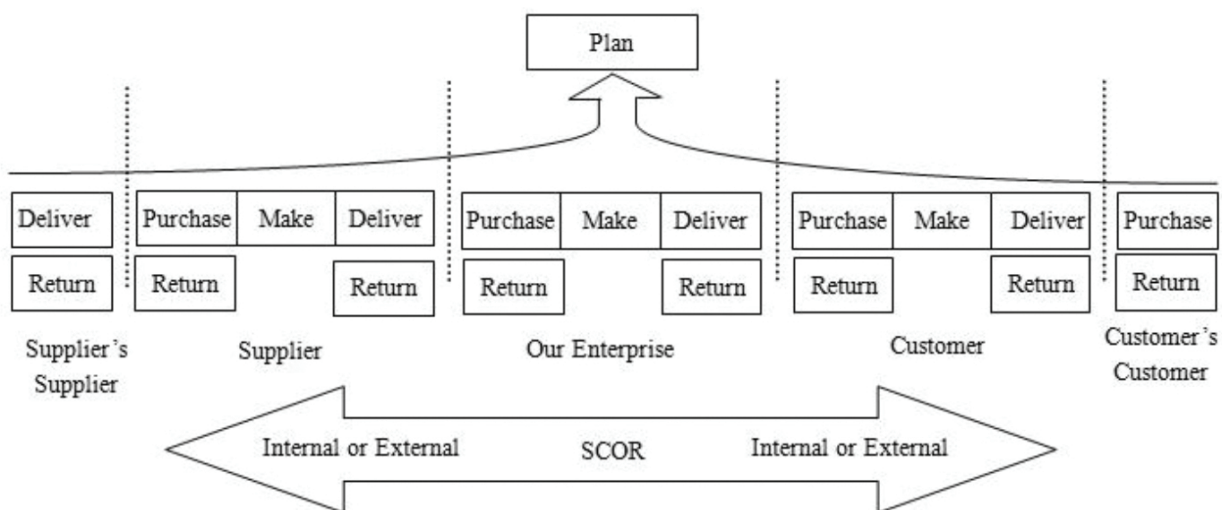 Plan
Deliver Purchase Make Deliver Purchase Make Deliver Purchase Make Deliver Purchase
Return Return Return Return Return Return Return Return
Supplier’s
Supplier
Supplier
Our Enterprise
Customer
Customer’s
Customer
Internal or External SCOR Internal or External